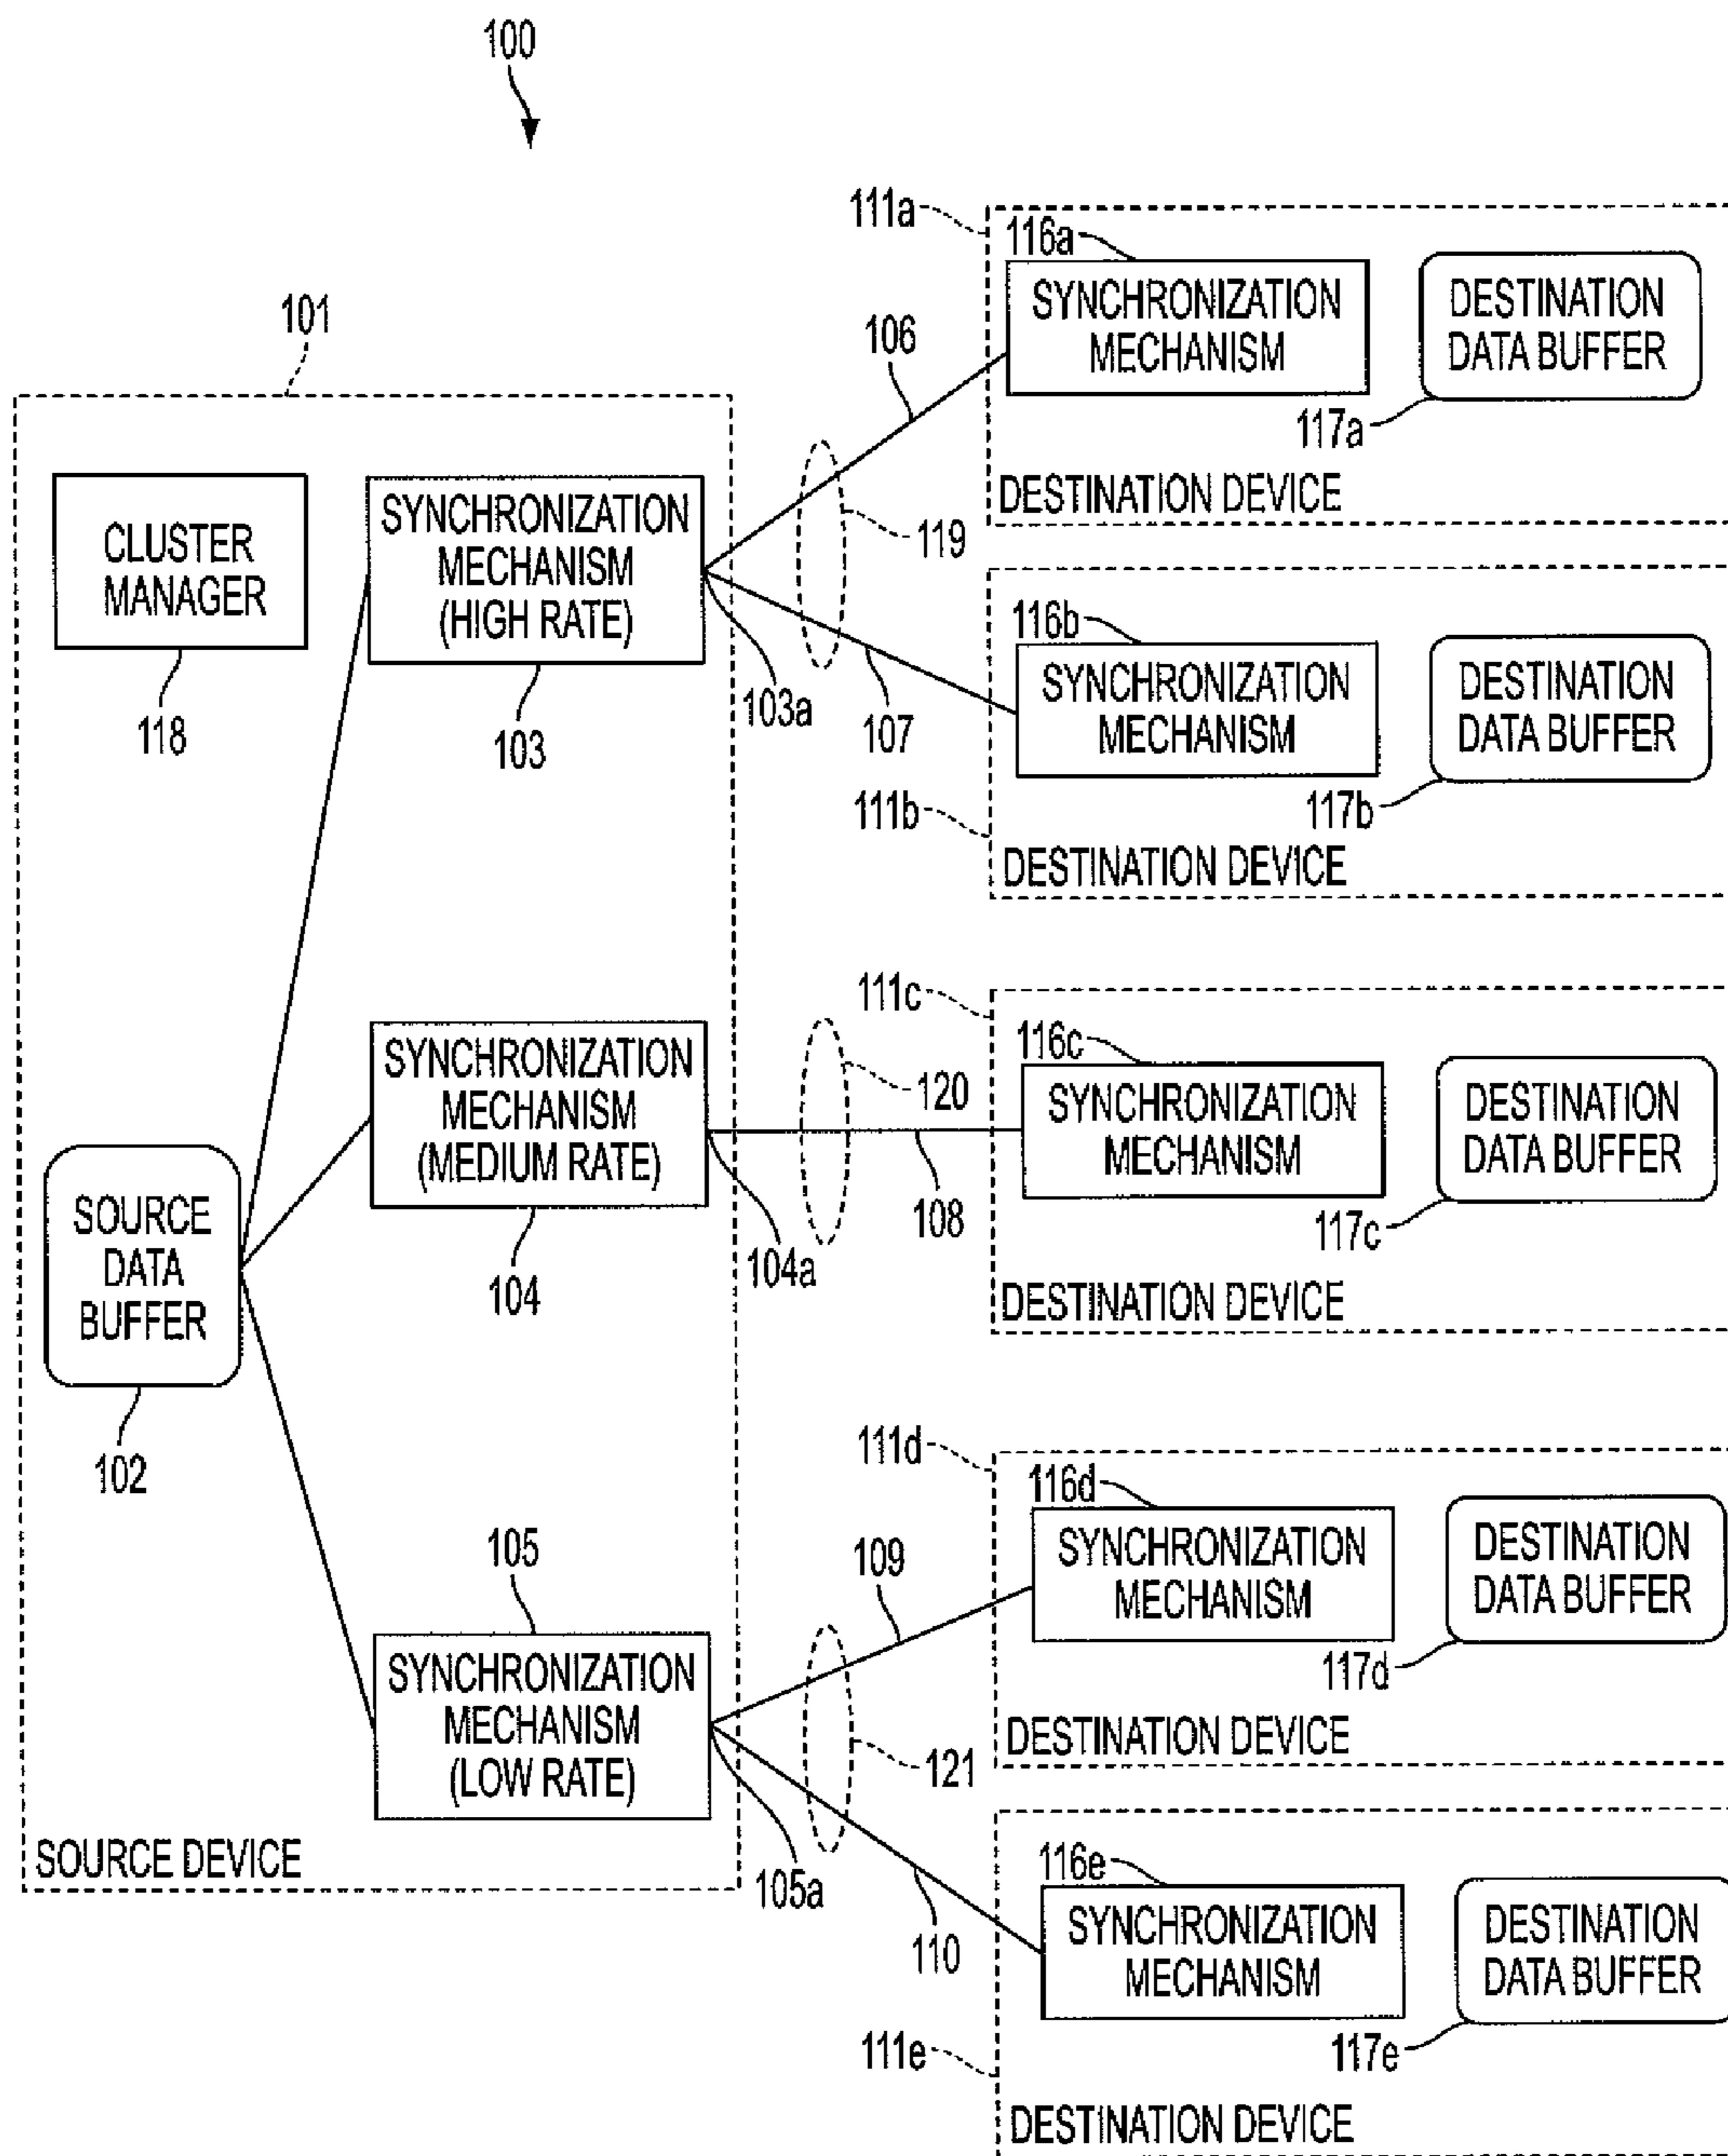 100
101
CLUSTER
MANAGER
118
SYNCHRONIZATION
MECHANISM
(HIGH RATE)
103
103a
SOURCE
DATA
BUFFER
102
SYNCHRONIZATION
MECHANISM
(MEDIUM RATE)
104
104a
105
SYNCHRONIZATION
MECHANISM
(LOW RATE)
105a
SOURCE DEVICE
106
119
107
120
108
109
121
110
111a
116a
SYNCHRONIZATION
MECHANISM
DESTINATION
DATA BUFFER
117a
DESTINATION DEVICE
116b
SYNCHRONIZATION
MECHANISM
DESTINATION
DATA BUFFER
117b
111b
DESTINATION DEVICE
111c
116c
SYNCHRONIZATION
MECHANISM
DESTINATION
DATA BUFFER
117c
DESTINATION DEVICE
111d
116d
SYNCHRONIZATION
MECHANISM
DESTINATION
DATA BUFFER
117d
DESTINATION DEVICE
116e
SYNCHRONIZATION
MECHANISM
DESTINATION
DATA BUFFER
117e
111e
DESTINATION DEVICE